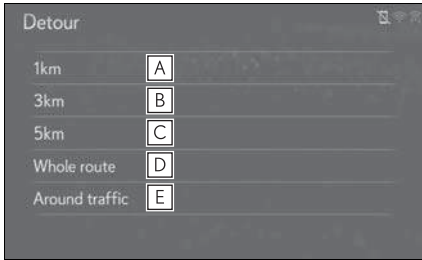 Detour
1km A
3km B
5km C
Whole route D
Around traffic E